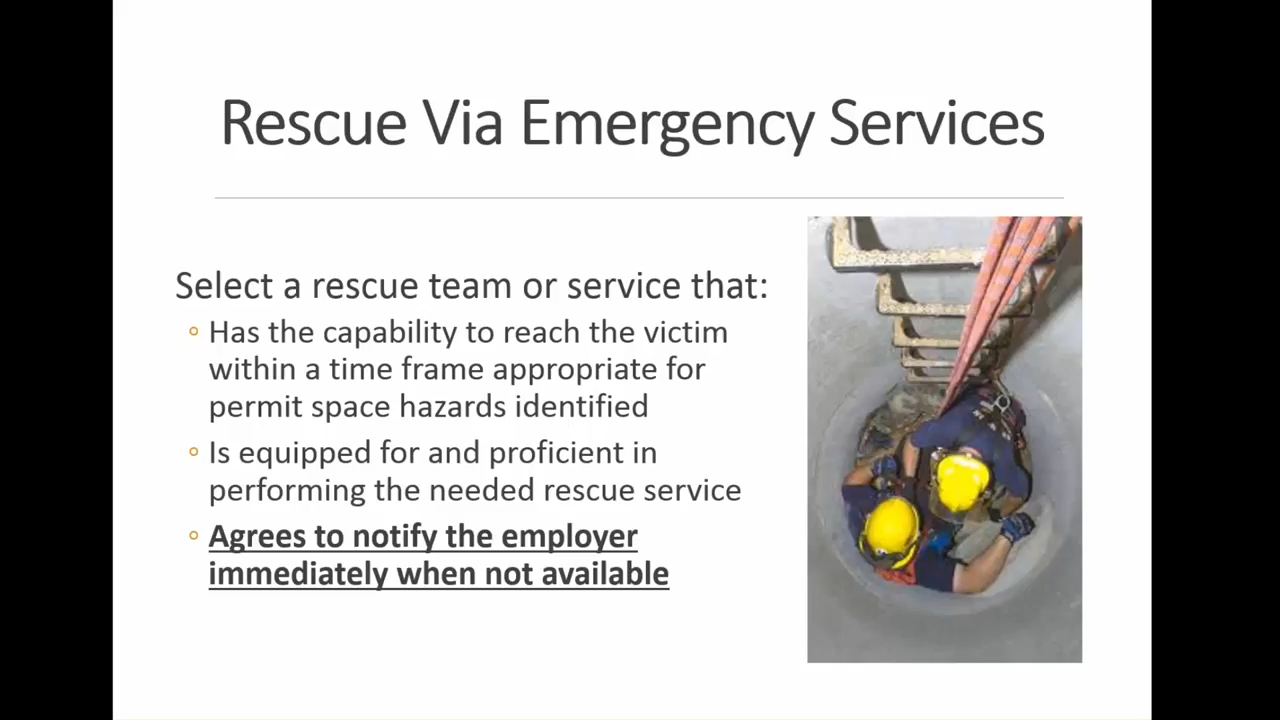 Rescue Via Emergency Services
Select a rescue team or service that:
◦ Has the capability to reach the victim
within a time frame appropriate for
permit space hazards identified
◦ Is equipped for and proficient in
performing the needed rescue service
◦ Agrees to notify the employer
immediately when not available